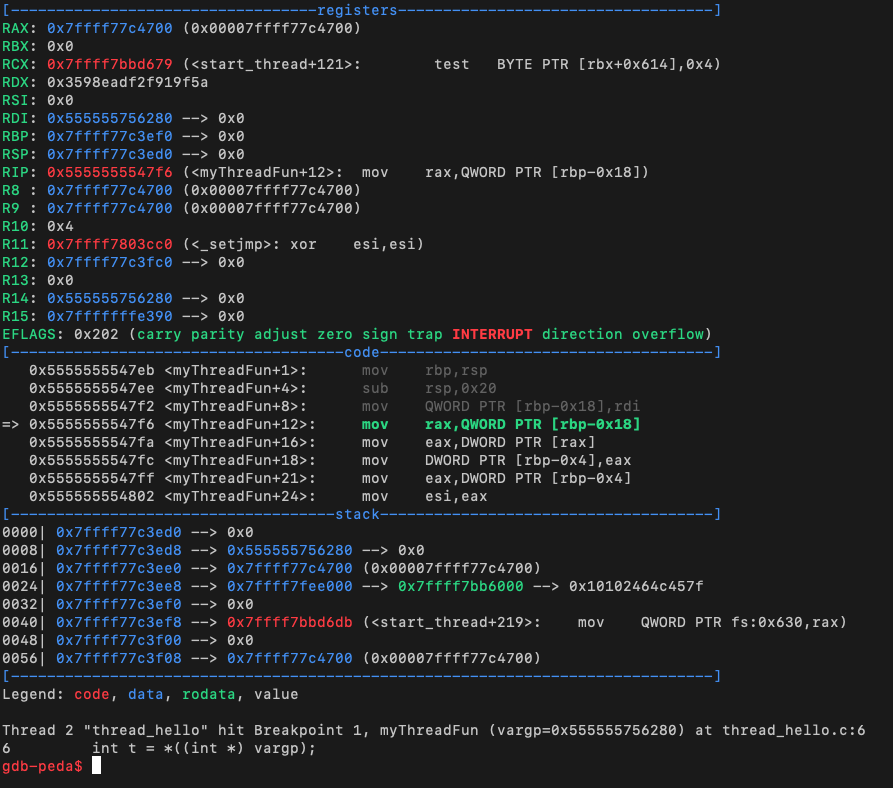 [----------------------------------registers-----------------------------------]
RAX: 0x7ffff77c4700 (0x00007ffff77c4700)
RBX: 0x0
RCX: 0x7ffff7bbd679 (<start_thread+121>:        test   BYTE PTR [rbx+0x614],0x4)
RDX: 0x3598eadf2f919f5a
RSI: 0x0
RDI: 0x555555756280 --> 0x0
RBP: 0x7ffff77c3ef0 --> 0x0
RSP: 0x7ffff77c3ed0 --> 0x0
RIP: 0x5555555547f6 (<myThreadFun+12>:  mov    rax,QWORD PTR [rbp-0x18])
R8 : 0x7ffff77c4700 (0x00007ffff77c4700)
R9 : 0x7ffff77c4700 (0x00007ffff77c4700)
R10: 0x4
R11: 0x7ffff7803cc0 (<_setjmp>: xor    esi,esi)
R12: 0x7ffff77c3fc0 --> 0x0
R13: 0x0
R14: 0x555555756280 --> 0x0
R15: 0x7fffffffe390 --> 0x0
EFLAGS: 0x202 (carry parity adjust zero sign trap INTERRUPT direction overflow)
[-------------------------------------code-------------------------------------]
   0x5555555547eb <myThreadFun+1>:      mov    rbp,rsp
   0x5555555547ee <myThreadFun+4>:      sub    rsp,0x20
   0x5555555547f2 <myThreadFun+8>:      mov    QWORD PTR [rbp-0x18],rdi
=> 0x5555555547f6 <myThreadFun+12>:     mov    rax,QWORD PTR [rbp-0x18]
   0x5555555547fa <myThreadFun+16>:     mov    eax,DWORD PTR [rax]
   0x5555555547fc <myThreadFun+18>:     mov    DWORD PTR [rbp-0x4],eax
   0x5555555547ff <myThreadFun+21>:     mov    eax,DWORD PTR [rbp-0x4]
   0x555555554802 <myThreadFun+24>:     mov    esi,eax
[------------------------------------stack-------------------------------------]
0000| 0x7ffff77c3ed0 --> 0x0
0008| 0x7ffff77c3ed8 --> 0x555555756280 --> 0x0
0016| 0x7ffff77c3ee0 --> 0x7ffff77c4700 (0x00007ffff77c4700)
0024| 0x7ffff77c3ee8 --> 0x7ffff7fee000 --> 0x7ffff7bb6000 --> 0x10102464c457f
0032| 0x7ffff77c3ef0 --> 0x0
0040| 0x7ffff77c3ef8 --> 0x7ffff7bbd6db (<start_thread+219>:    mov    QWORD PTR fs:0x630,rax)
0048| 0x7ffff77c3f00 --> 0x0
0056| 0x7ffff77c3f08 --> 0x7ffff77c4700 (0x00007ffff77c4700)
[------------------------------------------------------------------------------]
Legend: code, data, rodata, value

Thread 2 "thread_hello" hit Breakpoint 1, myThreadFun (vargp=0x555555756280) at thread_hello.c:6
6         int t = *((int *) vargp);
gdb-peda$